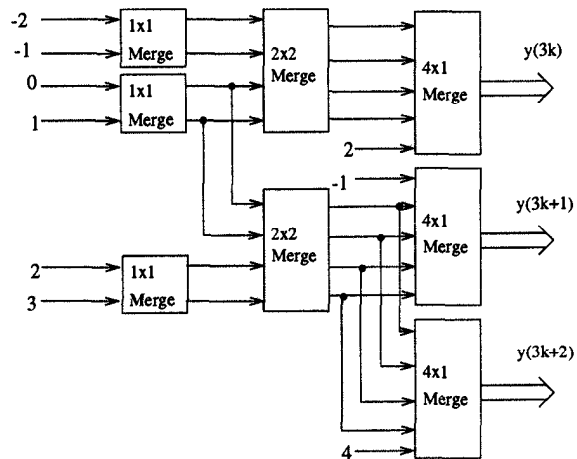 -2
-1
1x1
Merge
0
1
1x1
Merge
2x2
Merge
4x1
Merge
2
y(3k)
2x2
Merge
-1
4x1
Merge
y(3k+1)
2
3
1x1
Merge
4x1
Merge
4
y(3k+2)